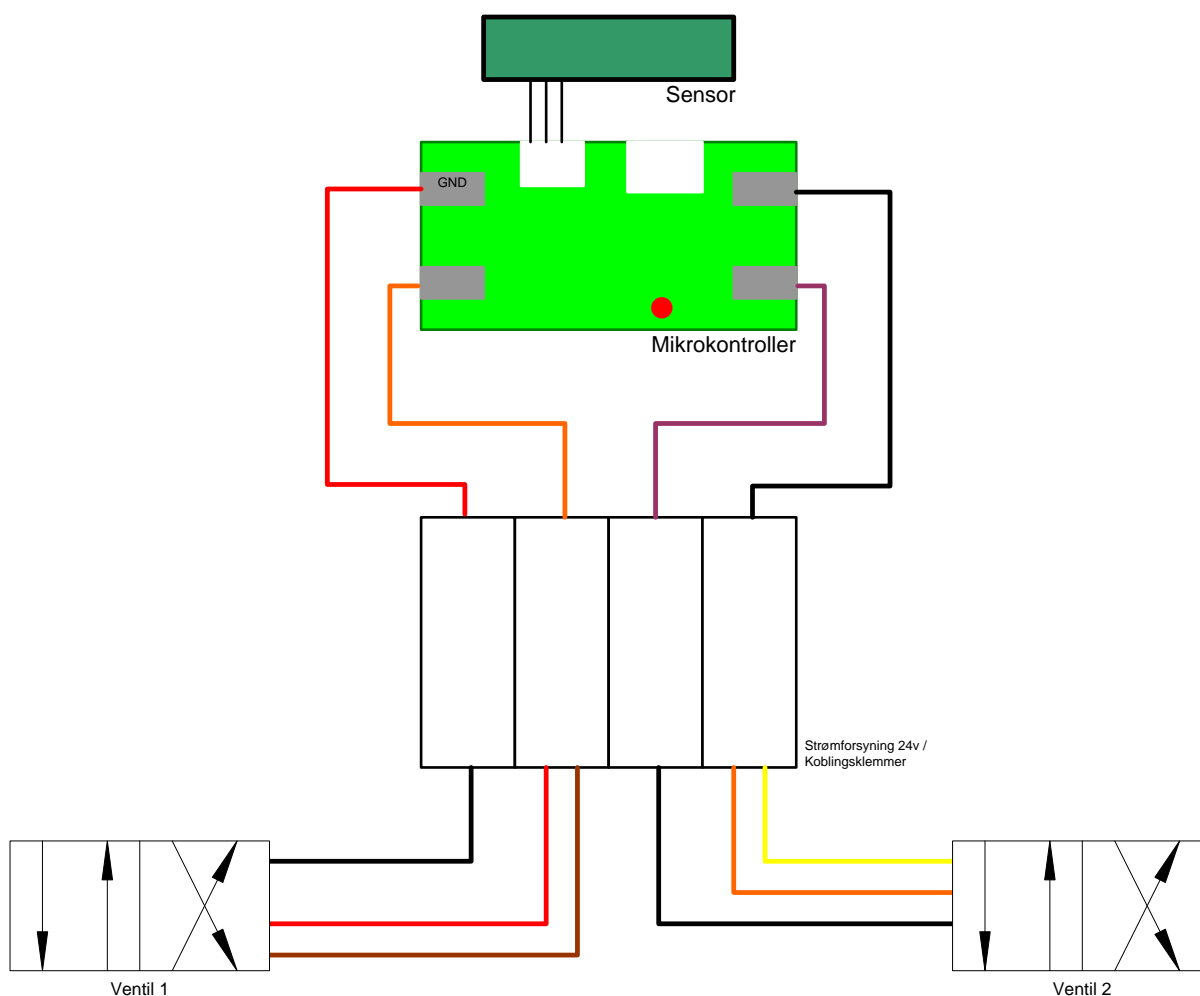 Sensor
GND
Mikrokontroller
Strømforsyning 24v /
Koblingsklemmer
Ventil 1
Ventil 2